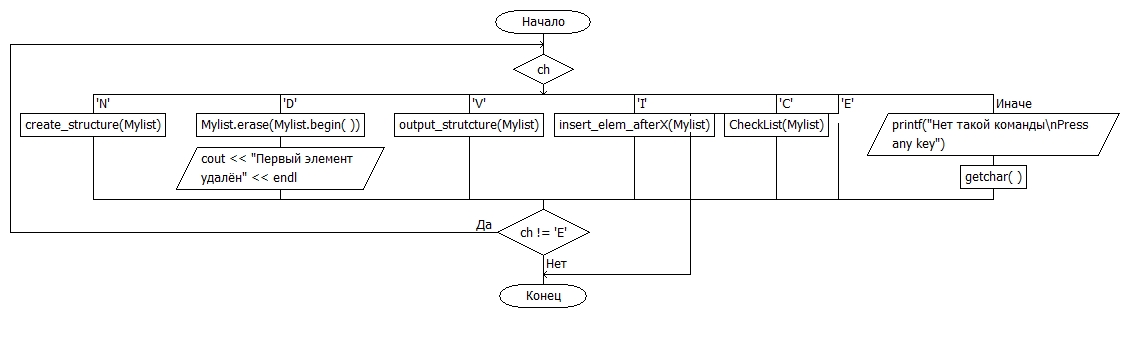 Начало
ch
'N'
'D'
'V'
'I'
'C'
'E'
Иначе
create_structure(Mylist)
Mylist.erase(Mylist.begin( ))
output_strutcture(Mylist)
insert_elem_afterX(Mylist)
CheckList(Mylist)
printf("Нет такой команды\nPress
any key")
cout << "Первый элемент
удалён" << endl
getchar( )
Да
ch != 'E'
Нет
Конец